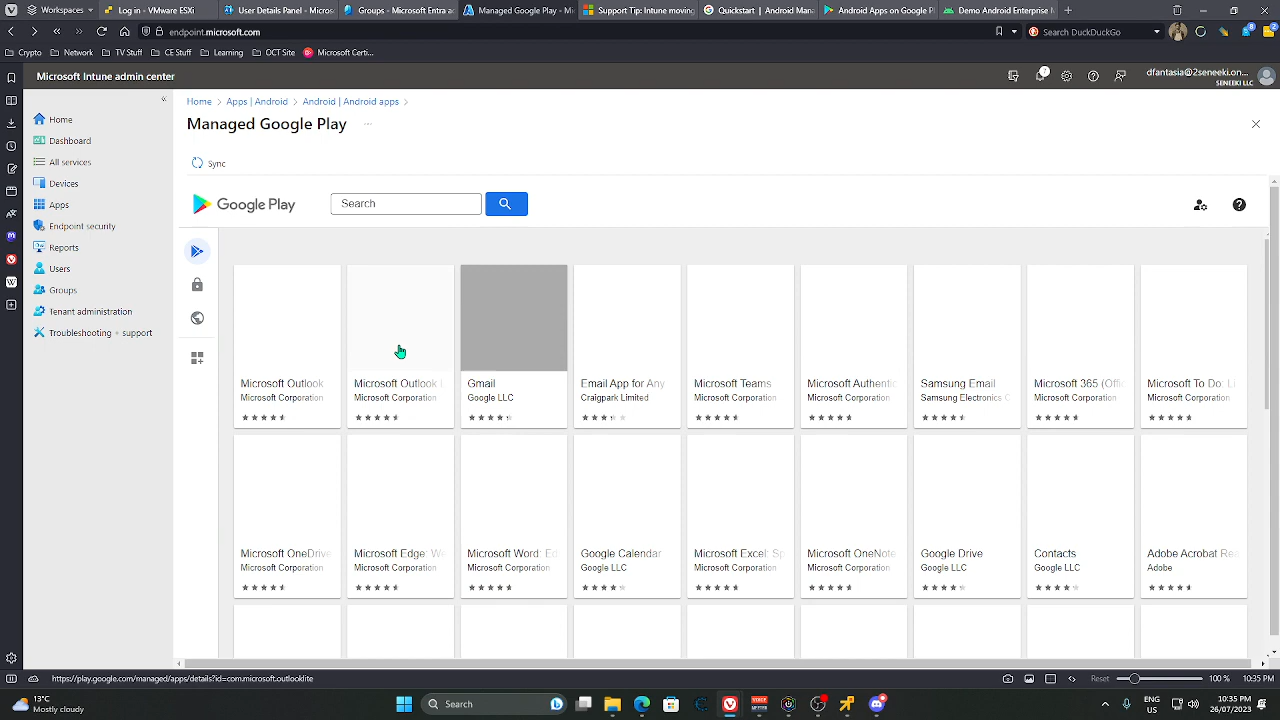 Workspaces
Log in – VMware ESXi
User Details Panel - Micros
Groups - Microsoft Entra a
Managed Google Play - Mi
Support Tip: Intune moving
Quickstart | Android Man
Android Apps on Google P
Demo Android Enterprise M
endpoint.microsoft.com
Search DuckDuckGo
8
2
Crypto
Network
TV Stuff
CE Stuff
Learning
OCT Site
Microsoft Certi...
Microsoft Intune admin center
7
dfantasia@2seneeki.on...
SENEEKI LLC
«
Home
Dashboard
All services
Devices
Apps
Endpoint security
Reports
Users
Groups
Tenant administration
Troubleshooting + support
Home > Apps | Android > Android | Android apps >
Managed Google Play ...
Sync
Google Play
Search
Microsoft Outlook
Microsoft Corporation
Microsoft Outlook
Microsoft Corporation
Gmail
Google LLC
Email App for Any
Craigpark Limited
Microsoft Teams
Microsoft Corporation
Microsoft Authentic
Microsoft Corporation
Samsung Email
Samsung Electronics C
Microsoft 365 (Offi
Microsoft Corporation
Microsoft To Do: Li
Microsoft Corporation
Microsoft OneDrive
Microsoft Corporation
Microsoft Edge: We
Microsoft Corporation
Microsoft Word: Ed
Microsoft Corporation
Google Calendar
Google LLC
Microsoft Excel: Sp
Microsoft Corporation
Microsoft OneNote
Microsoft Corporation
Google Drive
Google LLC
Contacts
Google LLC
Adobe Acrobat Rea
Adobe
https://play.google.com/managed/apps/details?id=com.microsoft.outlooklite
Reset
100 %
10:35 PM
13°C
Mostly cloudy
Search
ENG
US
10:35 PM
26/07/2023